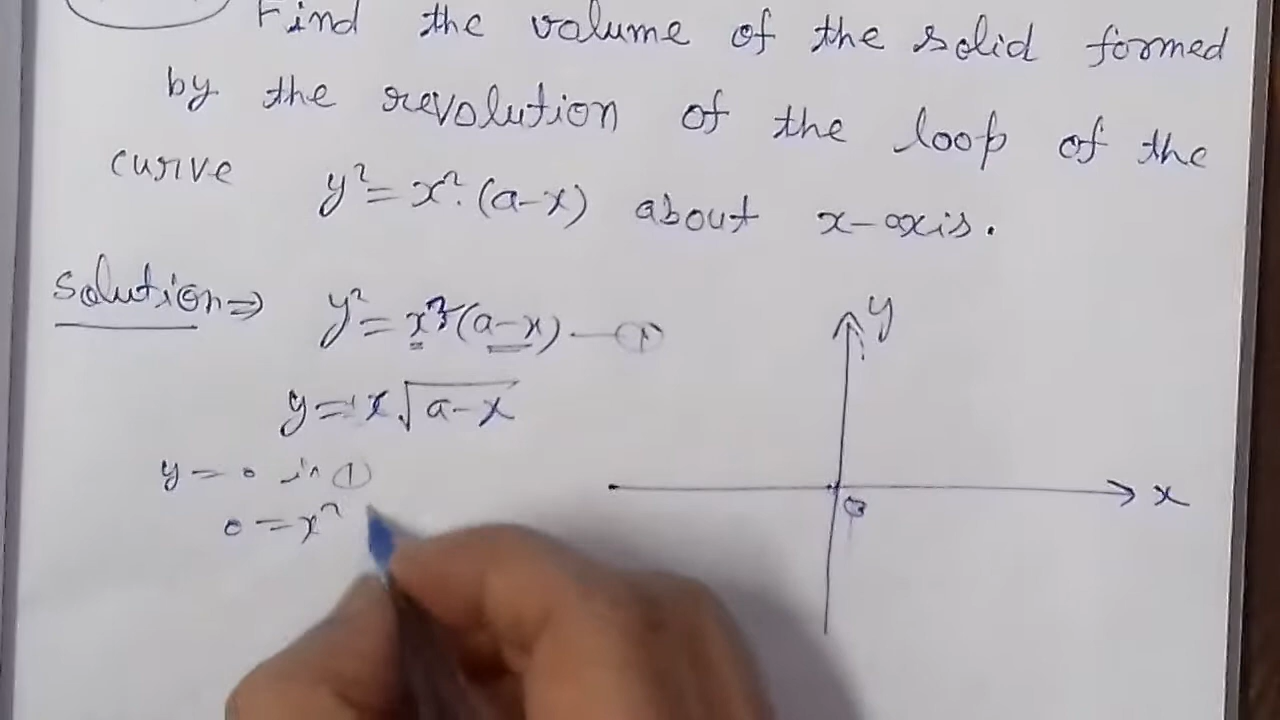 Find the volume of the solid formed
by the revolution of the loop of the
curve y² = x².(a-x) about x-axis.
Solution ⇒ y² = x²(a-x) — ①
y = x√(a-x)
y = 0 in ①
0 = x²
y
x